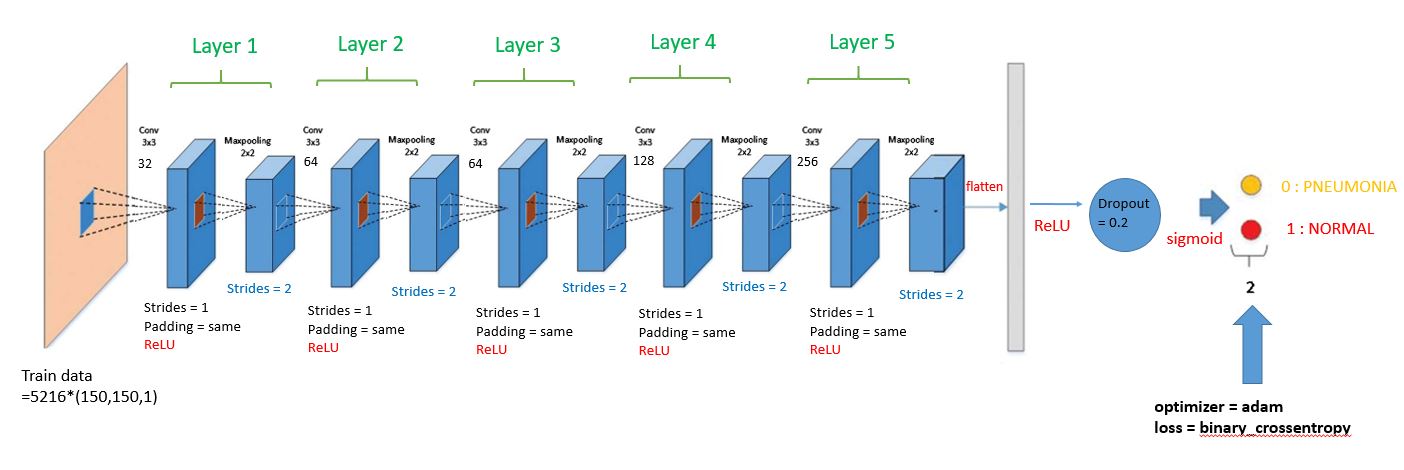 Layer 1
Layer 2
Layer 3
Layer 4
Layer 5
Conv
3x3
32
Maxpooling
2x2
Conv
3x3
64
Maxpooling
2x2
Conv
3x3
64
Maxpooling
2x2
Conv
3x3
128
Maxpooling
2x2
Conv
3x3
256
Maxpooling
2x2
flatten
ReLU
Dropout
= 0.2
sigmoid
0 : PNEUMONIA
1 : NORMAL
2
Strides = 2
Strides = 2
Strides = 2
Strides = 2
Strides = 2
Strides = 1
Padding = same
ReLU
Strides = 1
Padding = same
ReLU
Strides = 1
Padding = same
ReLU
Strides = 1
Padding = same
ReLU
Strides = 1
Padding = same
ReLU
Train data
=5216*(150,150,1)
optimizer = adam
loss = binary_crossentropy